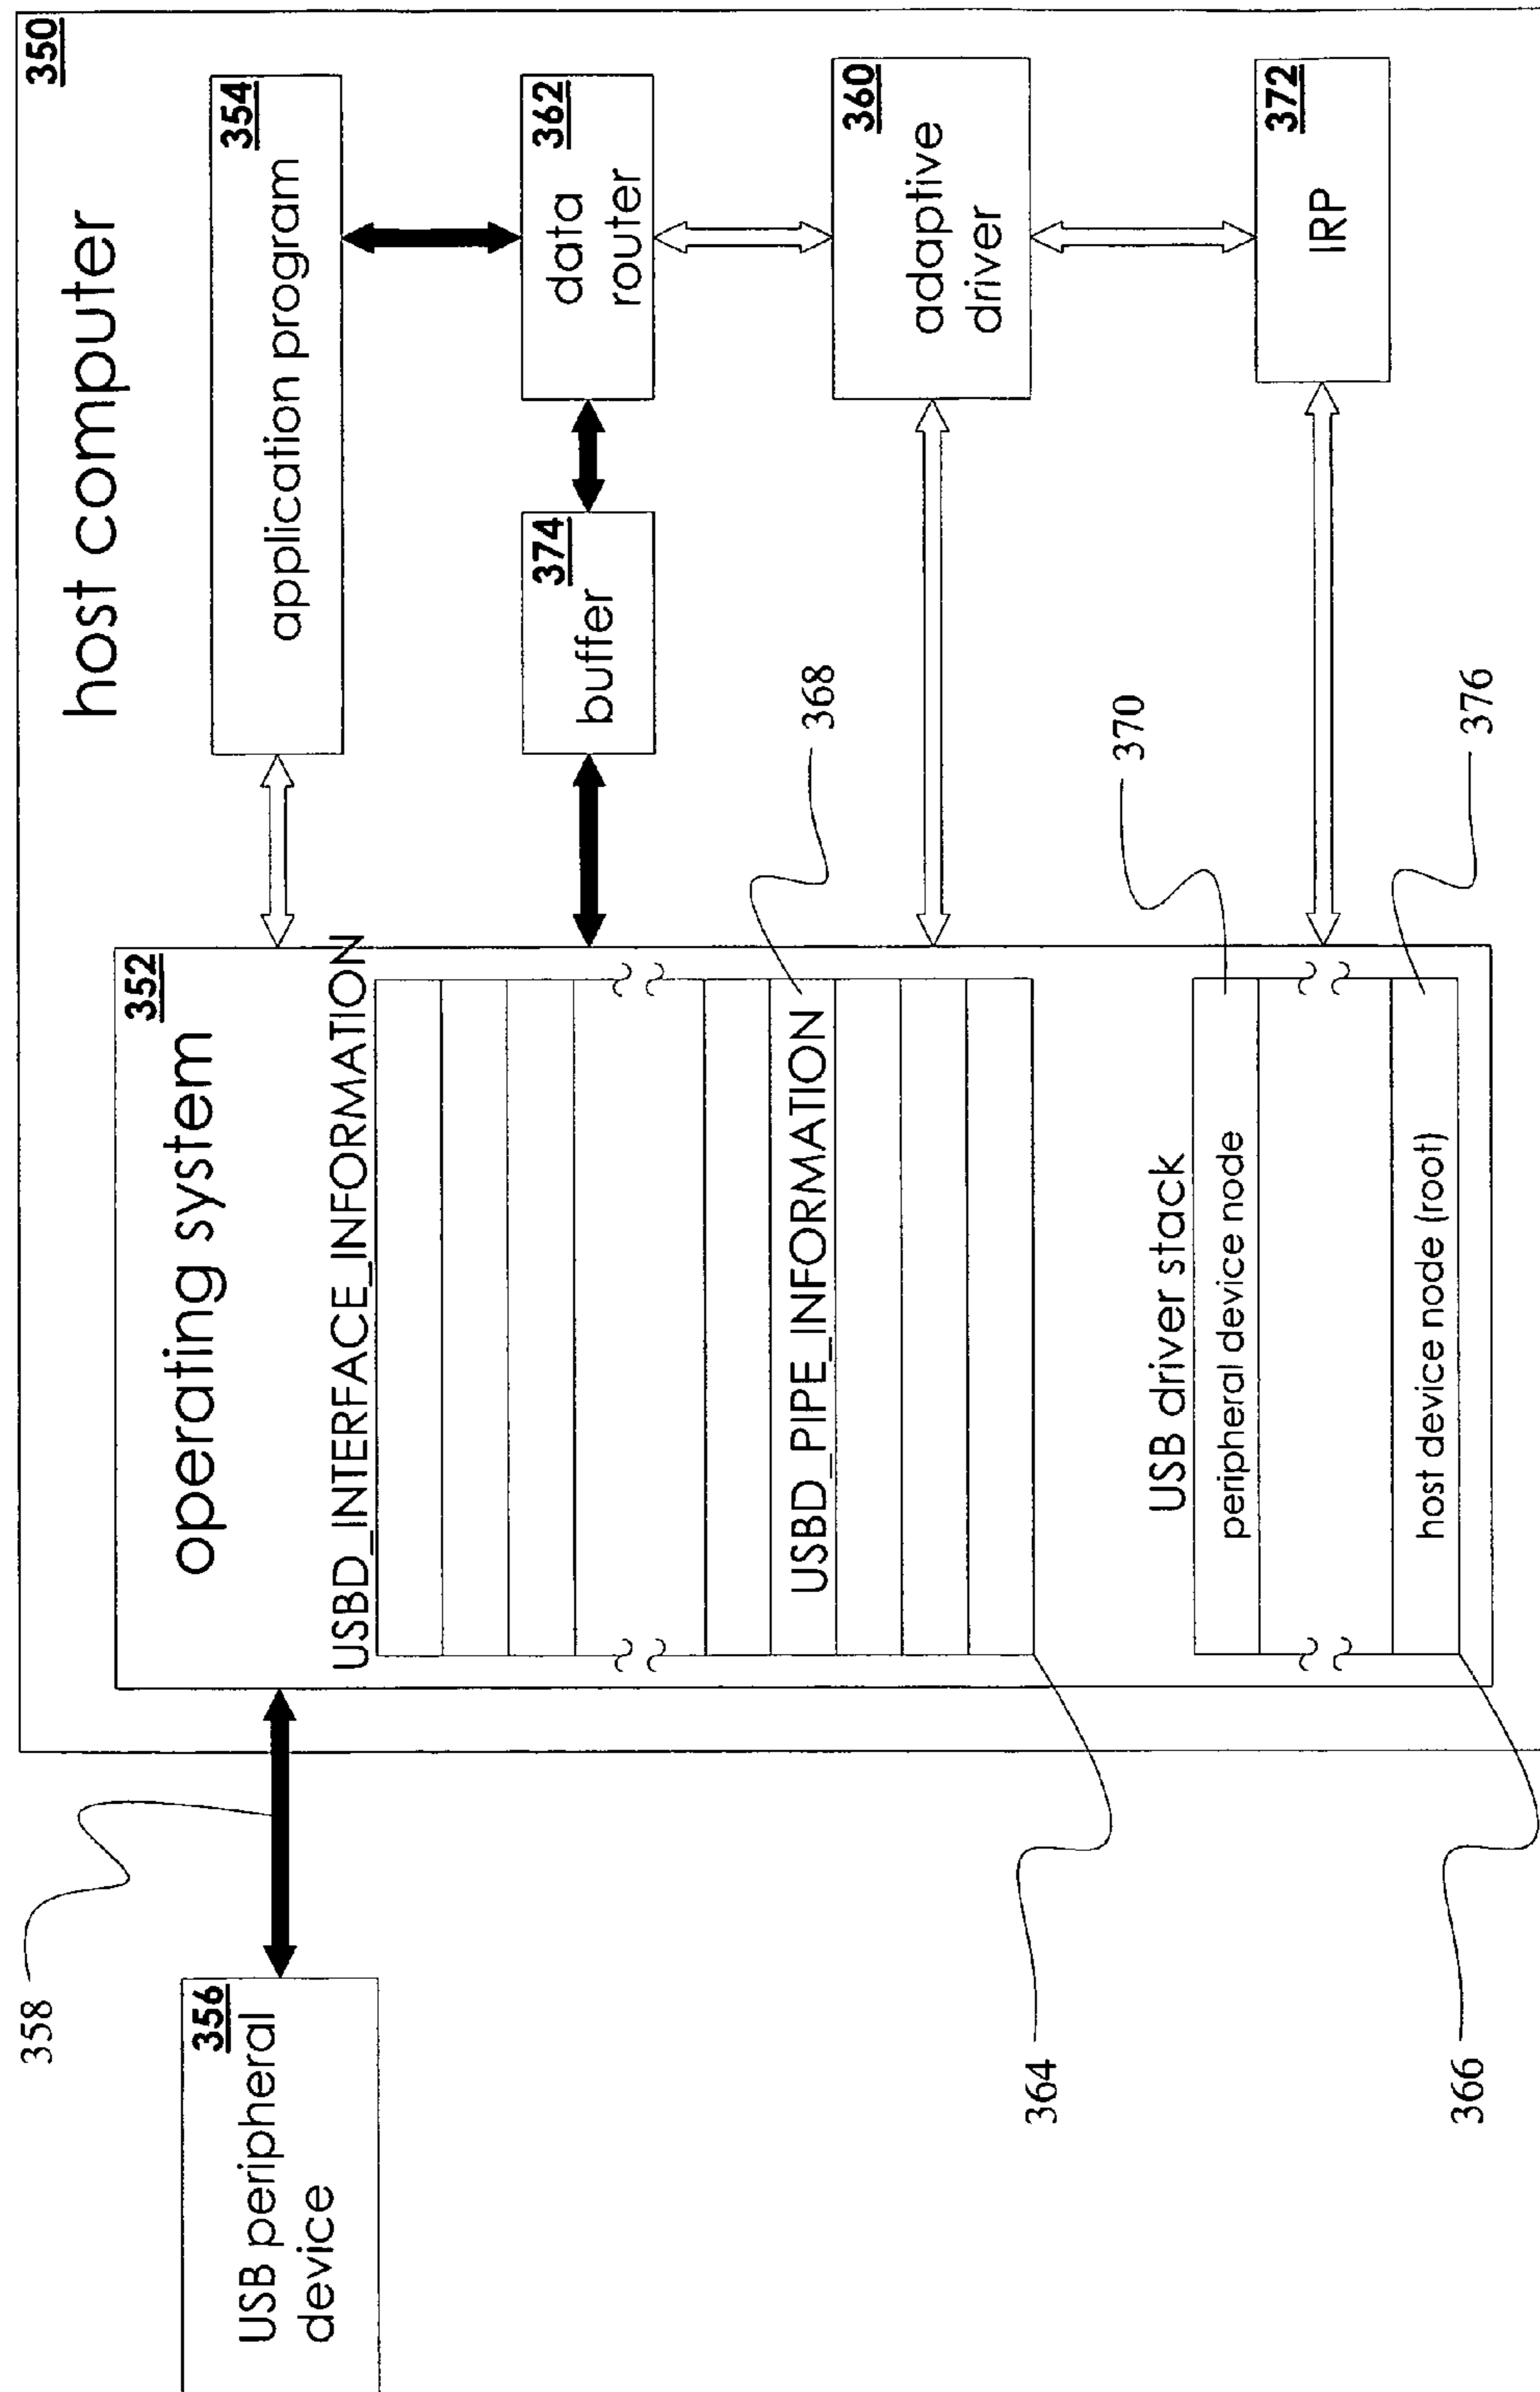 350
host computer
354
application program
362
data
router
360
adaptive
driver
372
IRP
374
buffer
368
370
376
352
operating system
USBD_INTERFACE_INFORMATION
USBD_PIPE_INFORMATION
USB driver stack
peripheral device node
host device node (root)
358
356
USB peripheral
device
364
366